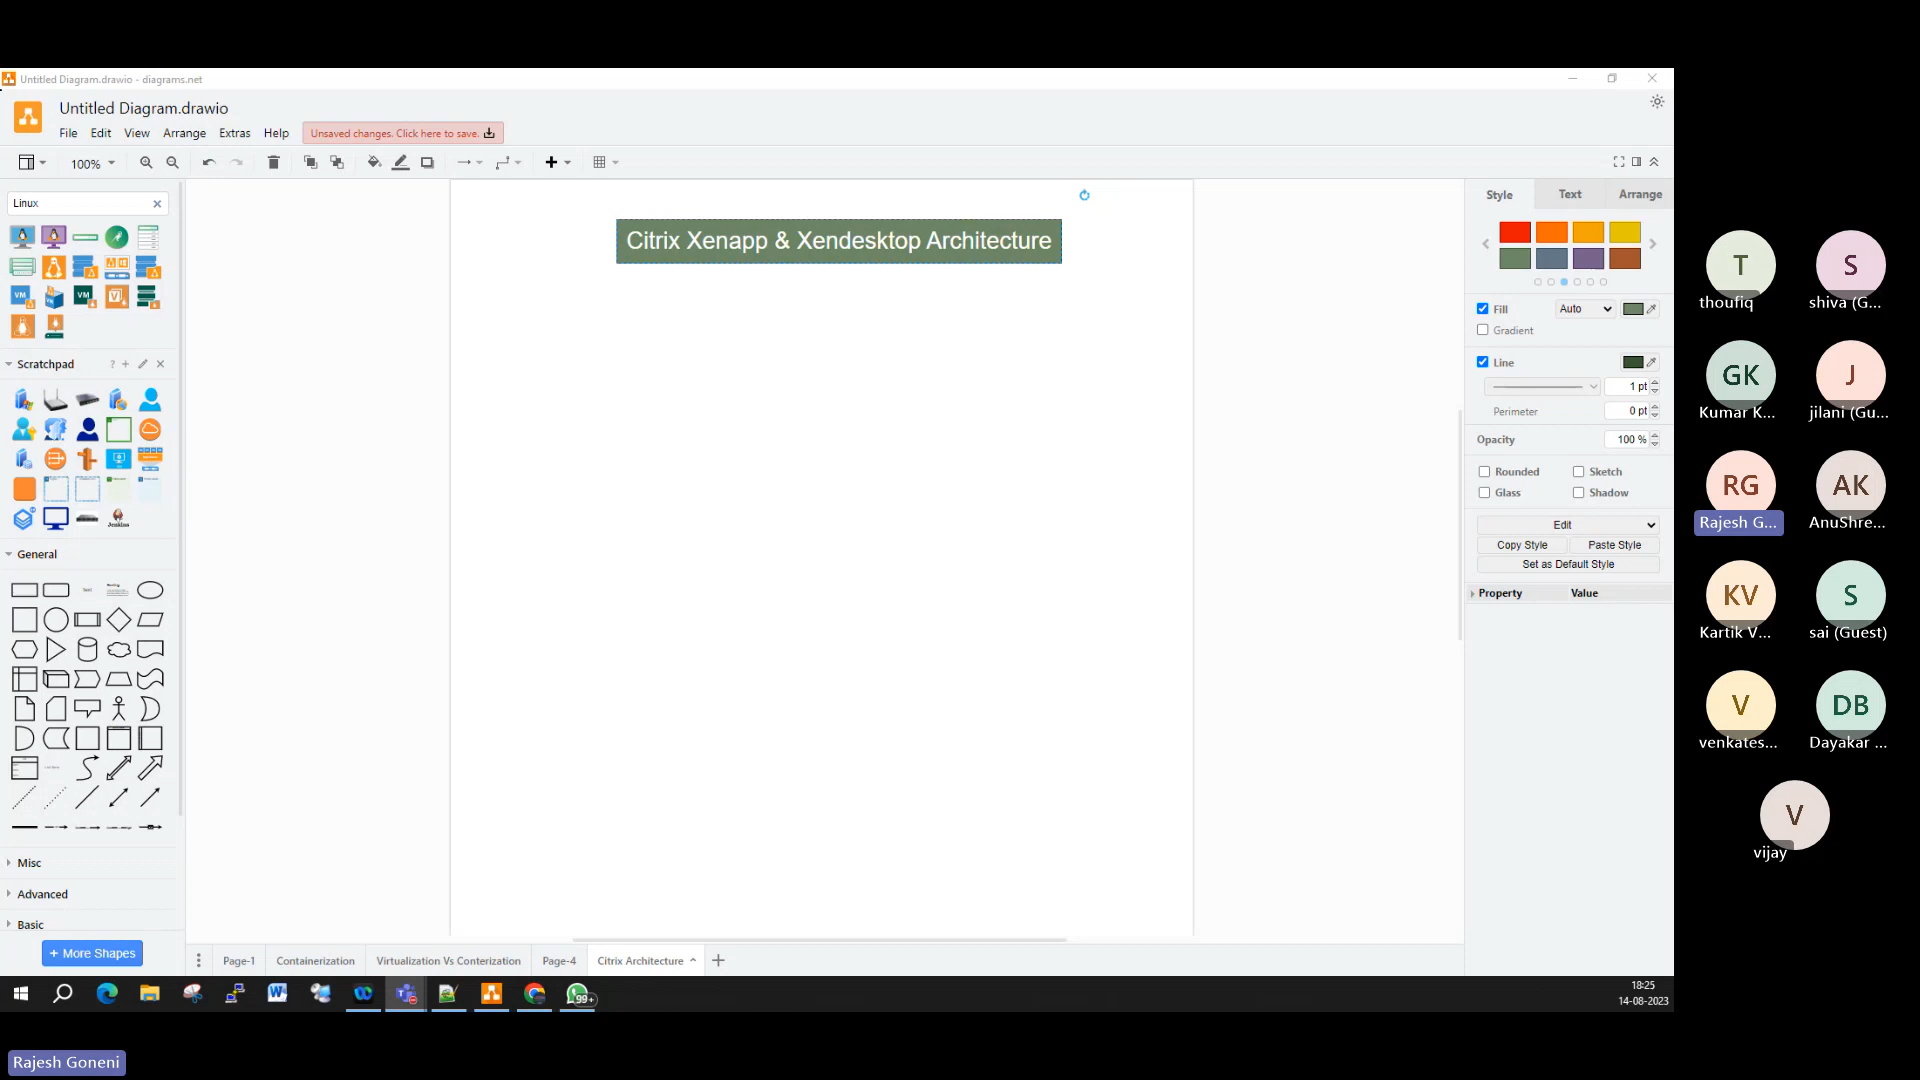 Untitled Diagram.drawio - diagrams.net
Untitled Diagram.drawio
File Edit View Arrange Extras Help Unsaved changes. Click here to save.
100%
Linux
Scratchpad
?
General
Misc
Advanced
Basic
+ More Shapes
Citrix Xenapp & Xendesktop Architecture
Style Text Arrange
Fill Auto
Gradient
Line
1 pt
Perimeter 0 pt
Opacity 100 %
Rounded Sketch
Glass Shadow
Edit
Copy Style Paste Style
Set as Default Style
Property Value
Page-1 Containerization Virtualization Vs Conterization Page-4 Citrix Architecture
99+
18:25
14-08-2023
T
thoufiq
S
shiva (G...
GK
Kumar K...
J
jilani (Gu...
RG
Rajesh G...
AK
AnuShre...
KV
Kartik V...
S
sai (Guest)
V
venkates...
DB
Dayakar ...
V
vijay
Rajesh Goneni